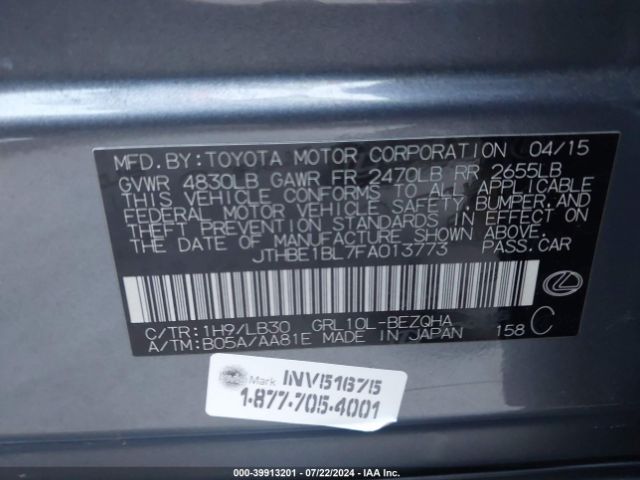 MFD.BY: TOYOTA MOTOR CORPORATION 04/15
GVWR 4830LB GAWR FR 2470LB RR 2655LB
THIS VEHICLE CONFORMS TO ALL APPLICABLE
FEDERAL MOTOR VEHICLE SAFETY, BUMPER, AND
THEFT PREVENTION STANDARDS IN EFFECT ON
THE DATE OF MANUFACTURE SHOWN ABOVE.
JTHBE1BL7FA013773 PASS. CAR
C/TR: 1H9/LB30 GRL10L-BEZQHA
A/TM: B05A/AA81E MADE IN JAPAN 158 C
Mark INV51675
1-877-705-4001
000-39913201 - 07/22/2024 - IAA Inc.